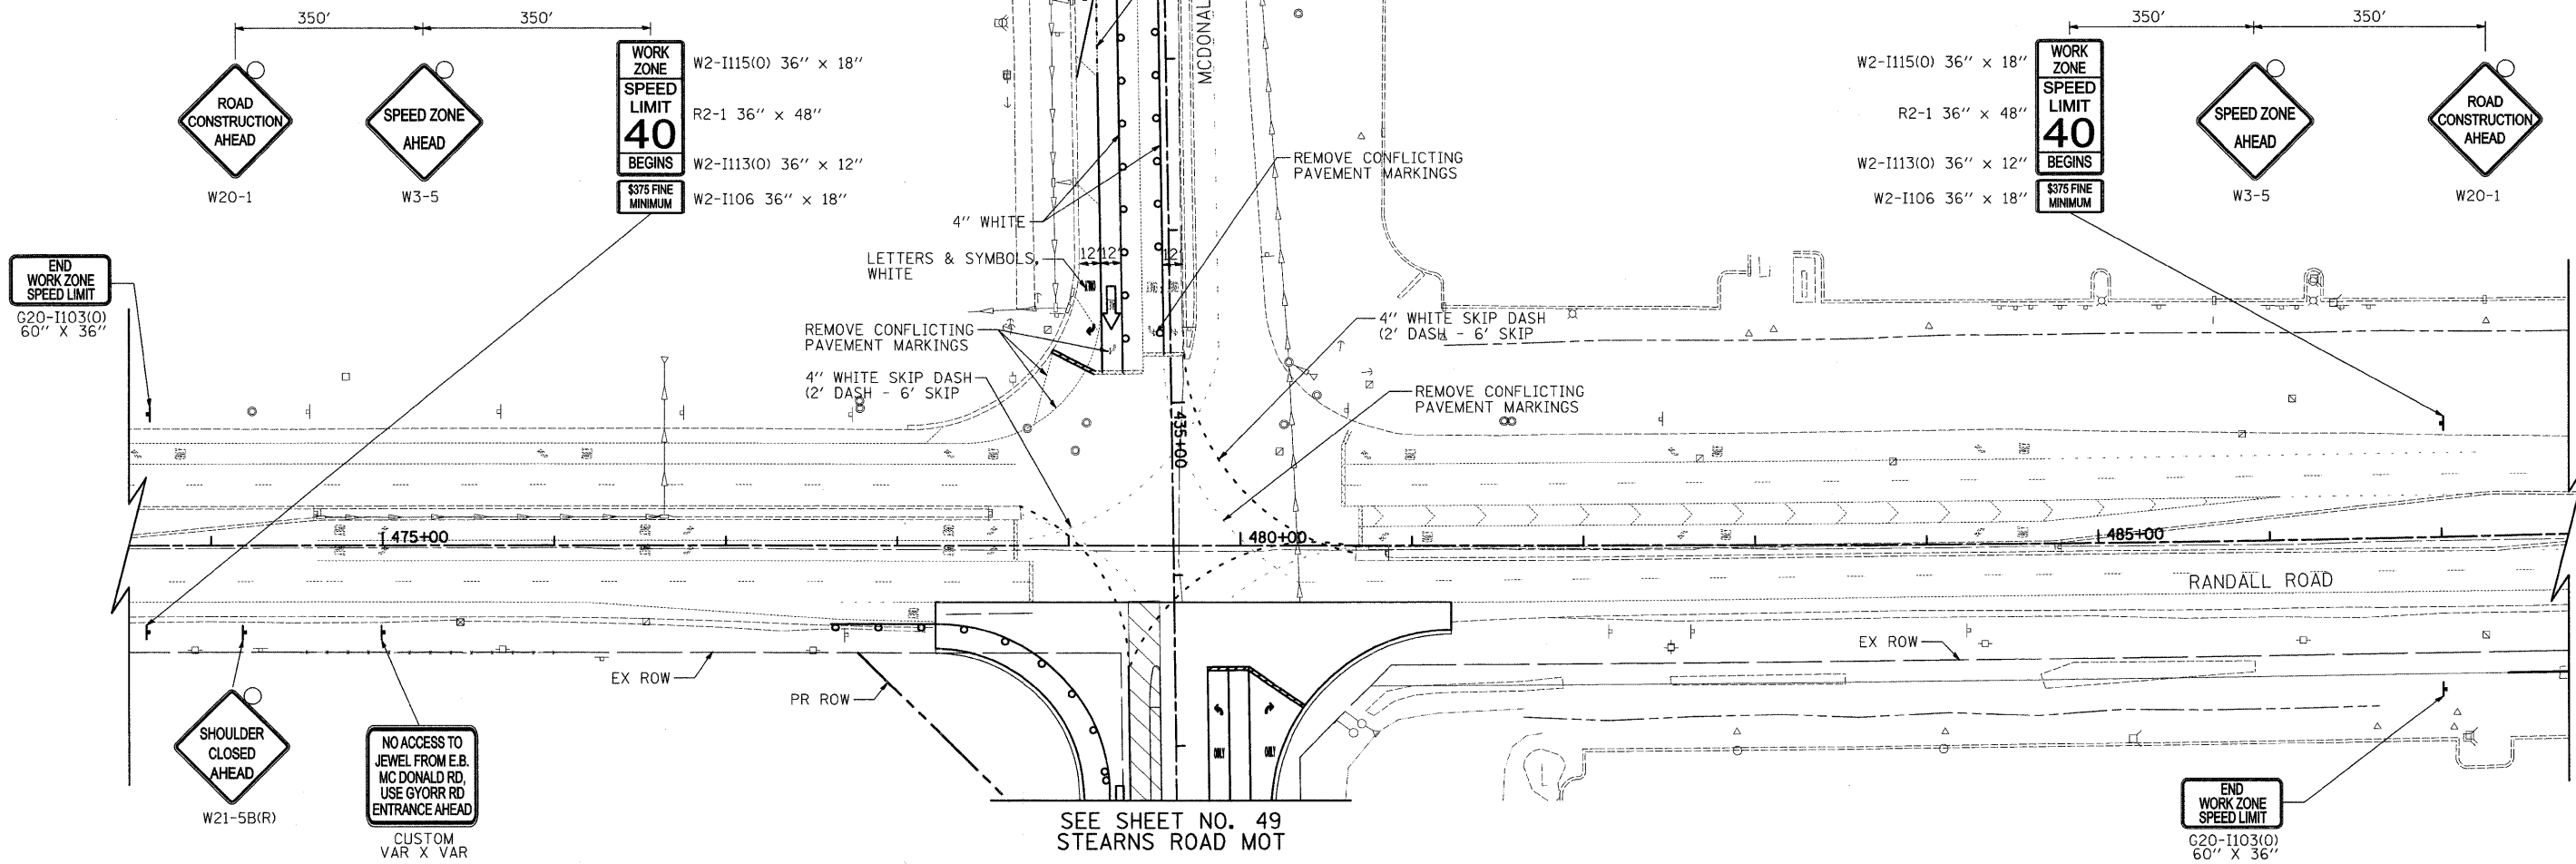 350'
350'
ROAD
CONSTRUCTION
AHEAD
W20-1
SPEED ZONE
AHEAD
W3-5
WORK
ZONE
SPEED
LIMIT
40
BEGINS
$375 FINE
MINIMUM
W2-I115(O) 36" x 18"
R2-1 36" x 48"
W2-I113(O) 36" x 12"
W2-I106 36" x 18"
END
WORK ZONE
SPEED LIMIT
G20-I103(O)
60" X 36"
4" WHITE
LETTERS & SYMBOLS,
WHITE
12'
12'
12'
REMOVE CONFLICTING
PAVEMENT MARKINGS
4" WHITE SKIP DASH
(2' DASH - 6' SKIP
MCDONAL
REMOVE CONFLICTING
PAVEMENT MARKINGS
4" WHITE SKIP DASH
(2' DASH - 6' SKIP
REMOVE CONFLICTING
PAVEMENT MARKINGS
350'
350'
W2-I115(O) 36" x 18"
R2-1 36" x 48"
W2-I113(O) 36" x 12"
W2-I106 36" x 18"
WORK
ZONE
SPEED
LIMIT
40
BEGINS
$375 FINE
MINIMUM
SPEED ZONE
AHEAD
W3-5
ROAD
CONSTRUCTION
AHEAD
W20-1
435+00
475+00
480+00
485+00
RANDALL ROAD
EX ROW
PR ROW
EX ROW
ONLY
ONLY
SHOULDER
CLOSED
AHEAD
W21-5B(R)
NO ACCESS TO
JEWEL FROM E.B.
MC DONALD RD,
USE GYORR RD
ENTRANCE AHEAD
CUSTOM
VAR X VAR
SEE SHEET NO. 49
STEARNS ROAD MOT
END
WORK ZONE
SPEED LIMIT
G20-I103(O)
60" X 36"